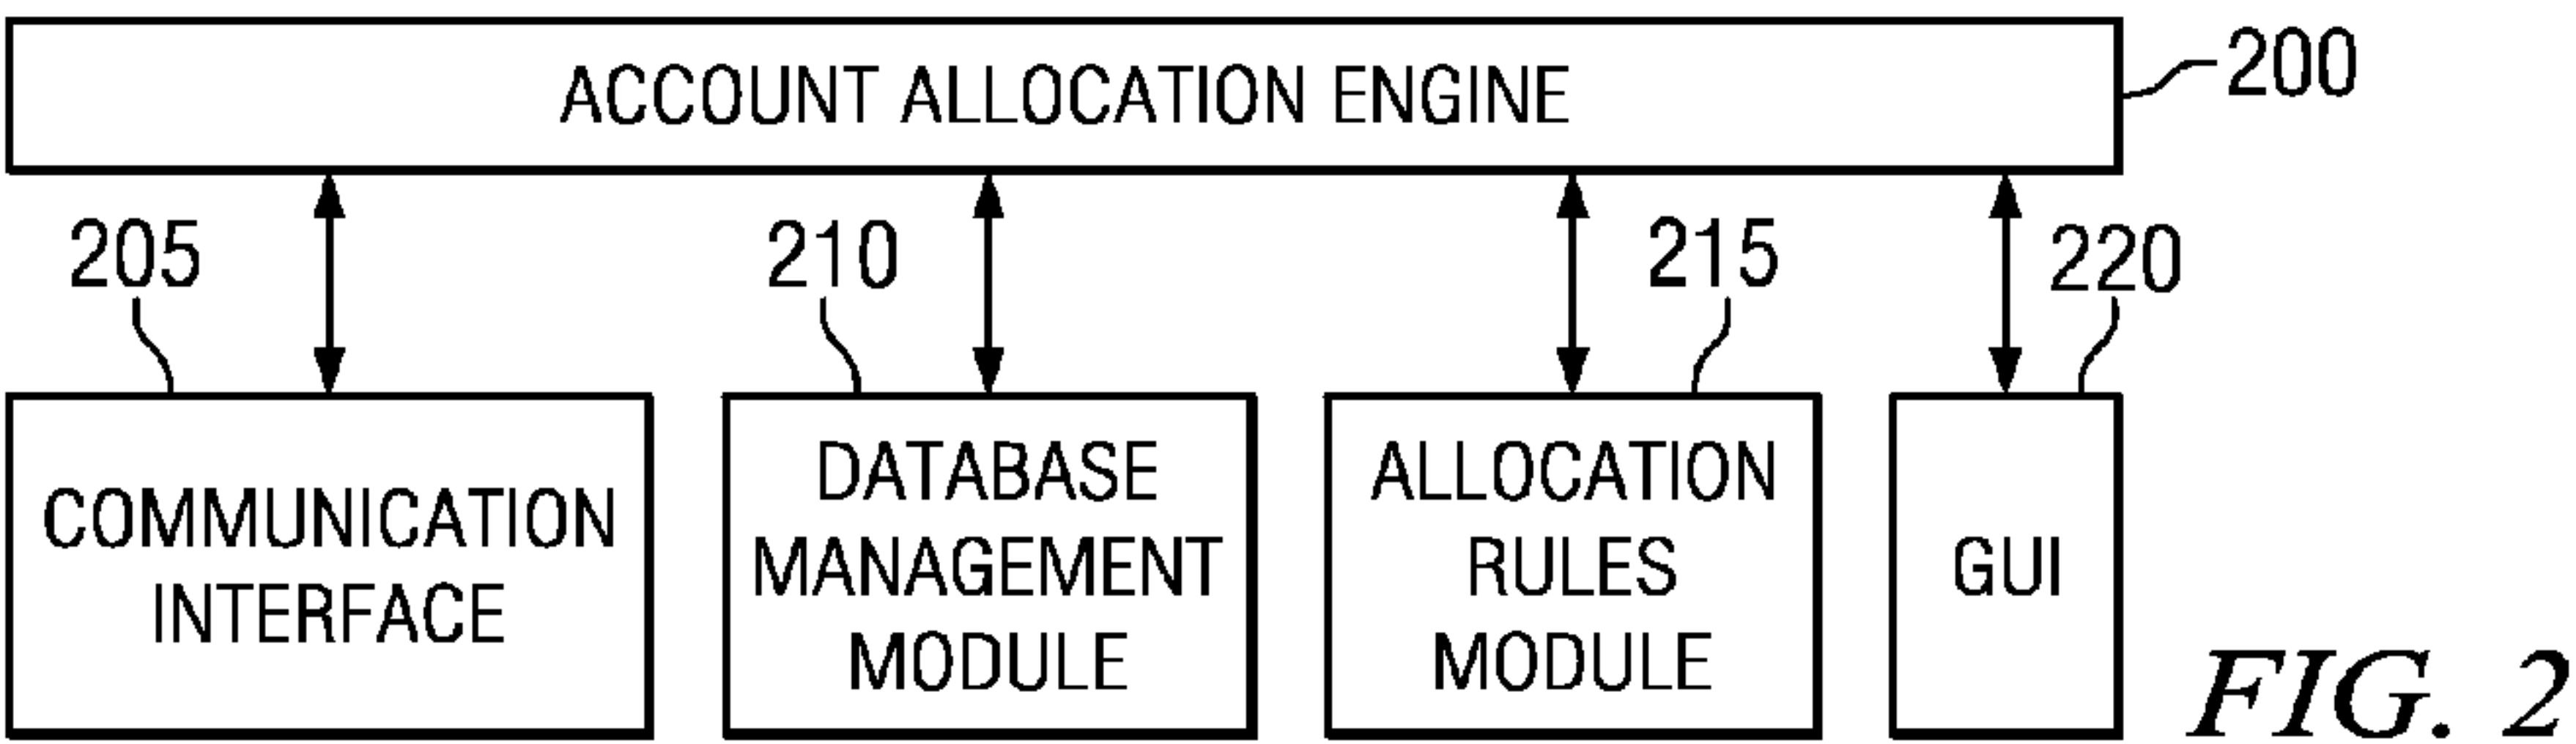 ACCOUNT ALLOCATION ENGINE
200
205
210
215
220
COMMUNICATION
INTERFACE
DATABASE
MANAGEMENT
MODULE
ALLOCATION
RULES
MODULE
GUI
FIG. 2